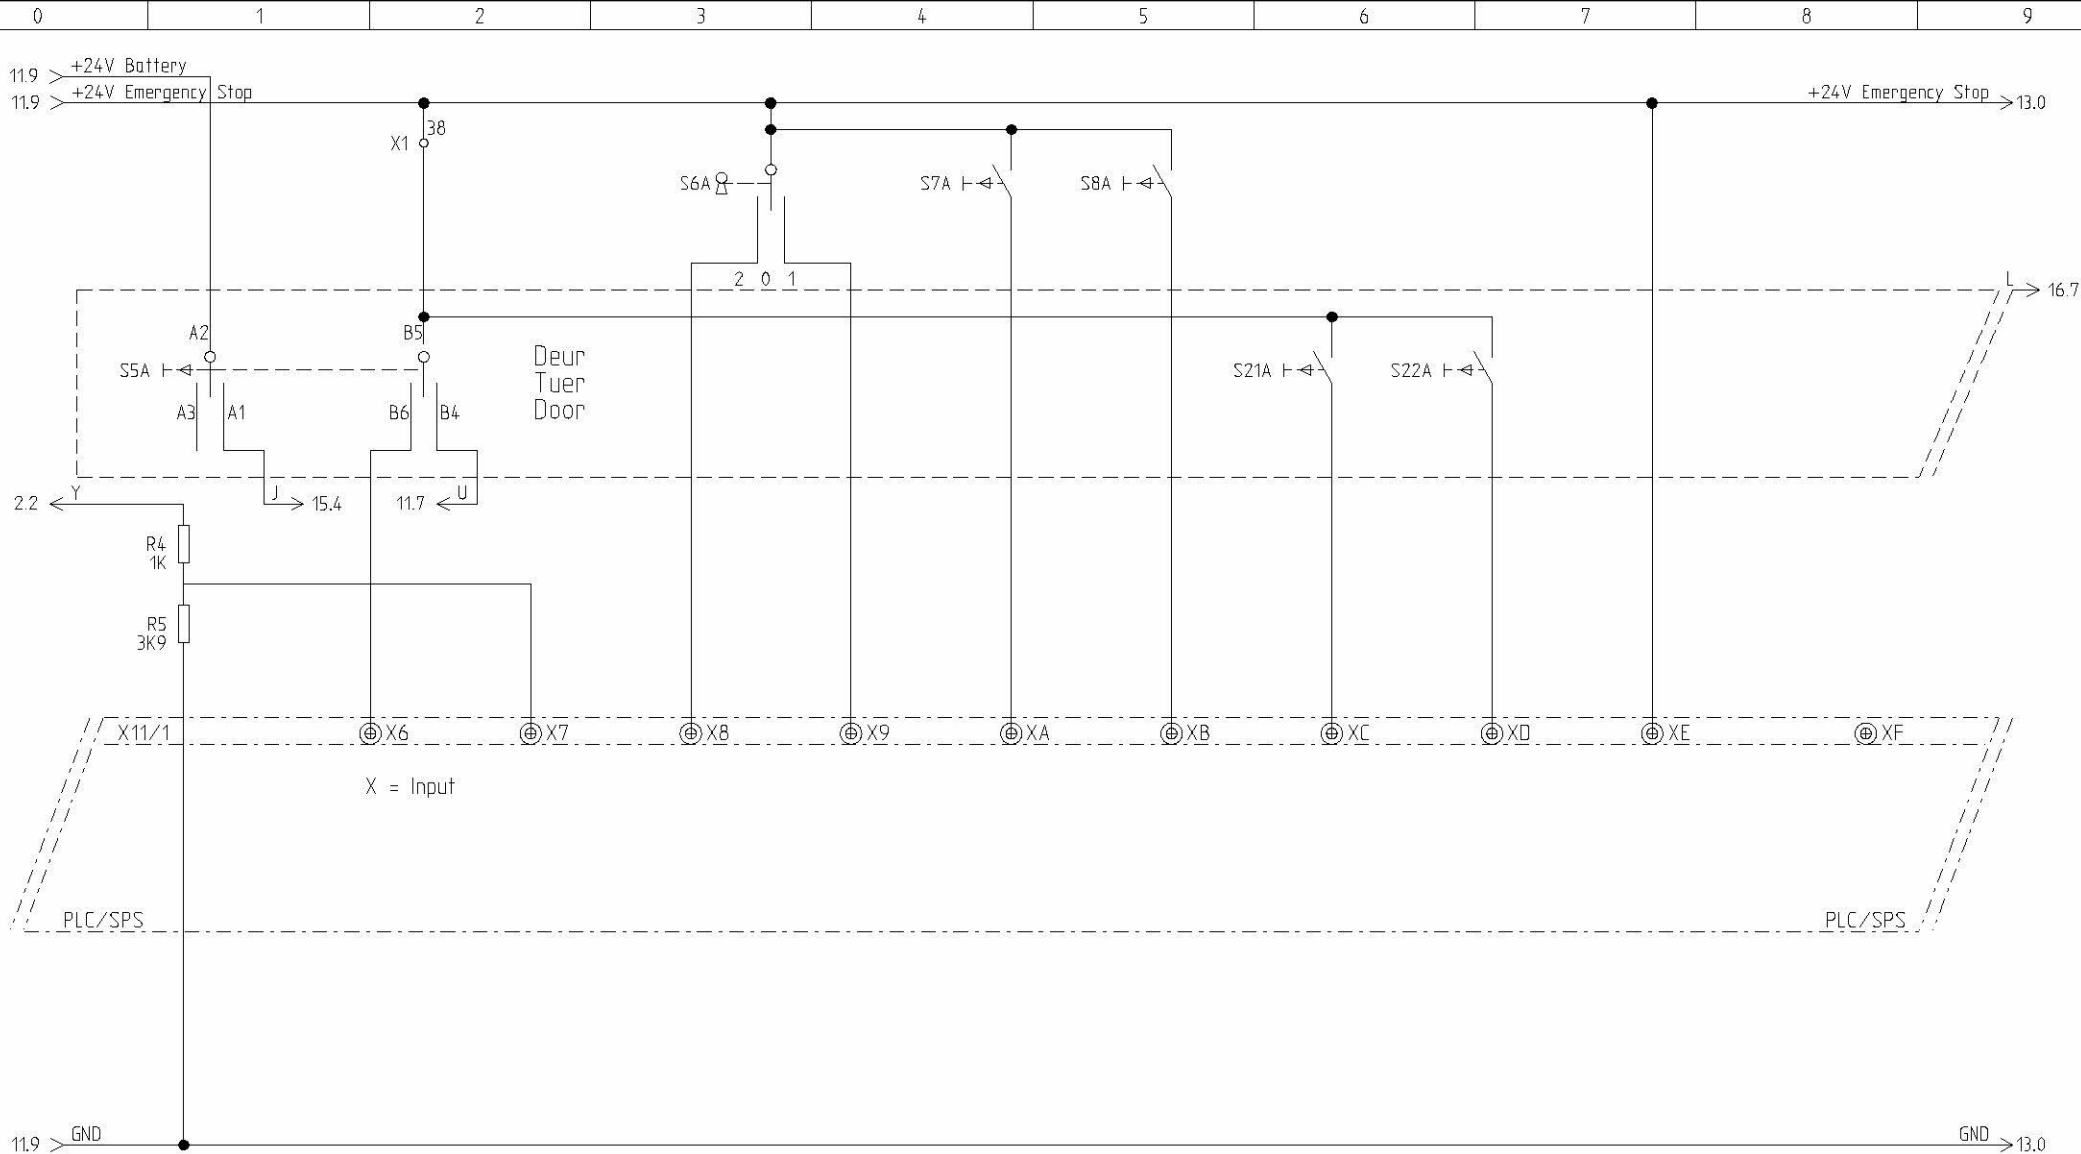 0 1 2 3 4 5 6 7 8 9
11.9 +24V Battery
11.9 +24V Emergency Stop +24V Emergency Stop 13.0
38
X1
S6A S7A S8A
2 0 1
L 16.7
A2 B5
Deur
S5A S21A S22A
Tuer
A3 A1 B6 B4 Door
2.2 Y J 15.4 11.7 U
R4
1K
R5
3K9
X11/1 X6 X7 X8 X9 XA XB XC XD XE XF
X = Input
PLC/SPS PLC/SPS
11.9 GND GND 13.0